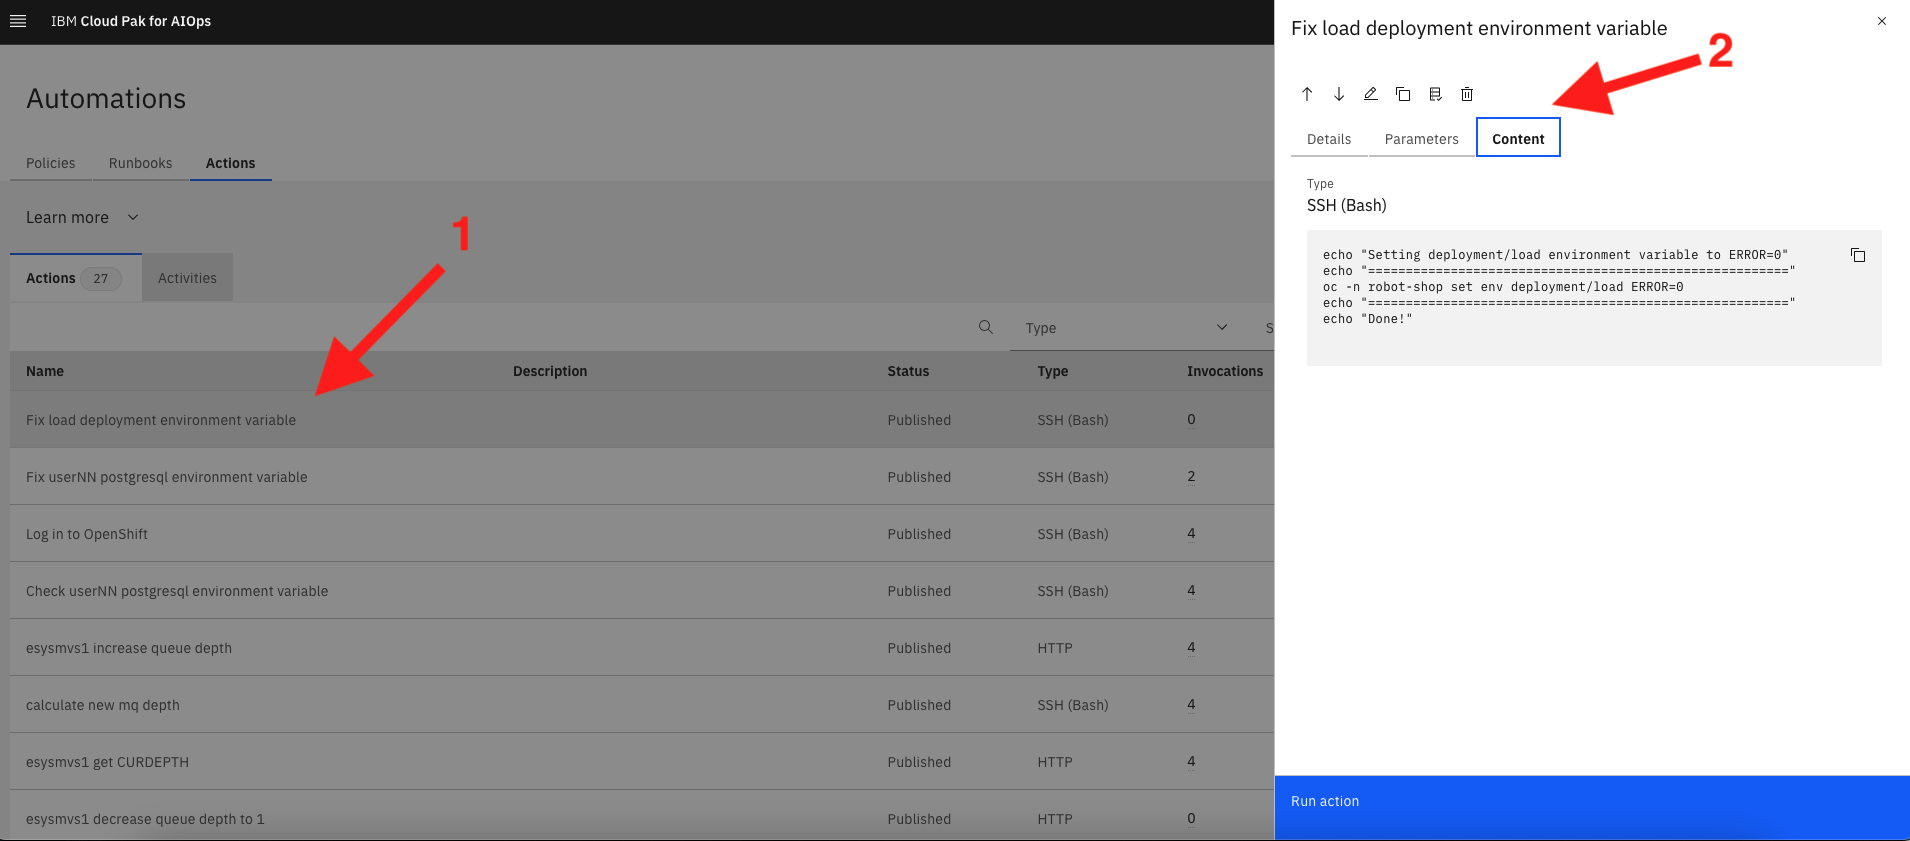 IBM Cloud Pak for AIOps
Automations
Policies Runbooks Actions
Learn more
1
Actions 27 Activities
Type S
Name Description Status Type Invocations
Fix load deployment environment variable Published SSH (Bash) 0
Fix userNN postgresql environment variable Published SSH (Bash) 2
Log in to OpenShift Published SSH (Bash) 4
Check userNN postgresql environment variable Published SSH (Bash) 4
esysmvs1 increase queue depth Published HTTP 4
calculate new mq depth Published SSH (Bash) 4
esysmvs1 get CURDEPTH Published HTTP 4
esysmvs1 decrease queue depth to 1 Published HTTP 0
Fix load deployment environment variable
2
Details Parameters Content
Type
SSH (Bash)
echo "Setting deployment/load environment variable to ERROR=0"
echo "========================================================"
oc -n robot-shop set env deployment/load ERROR=0
echo "========================================================"
echo "Done!"
Run action